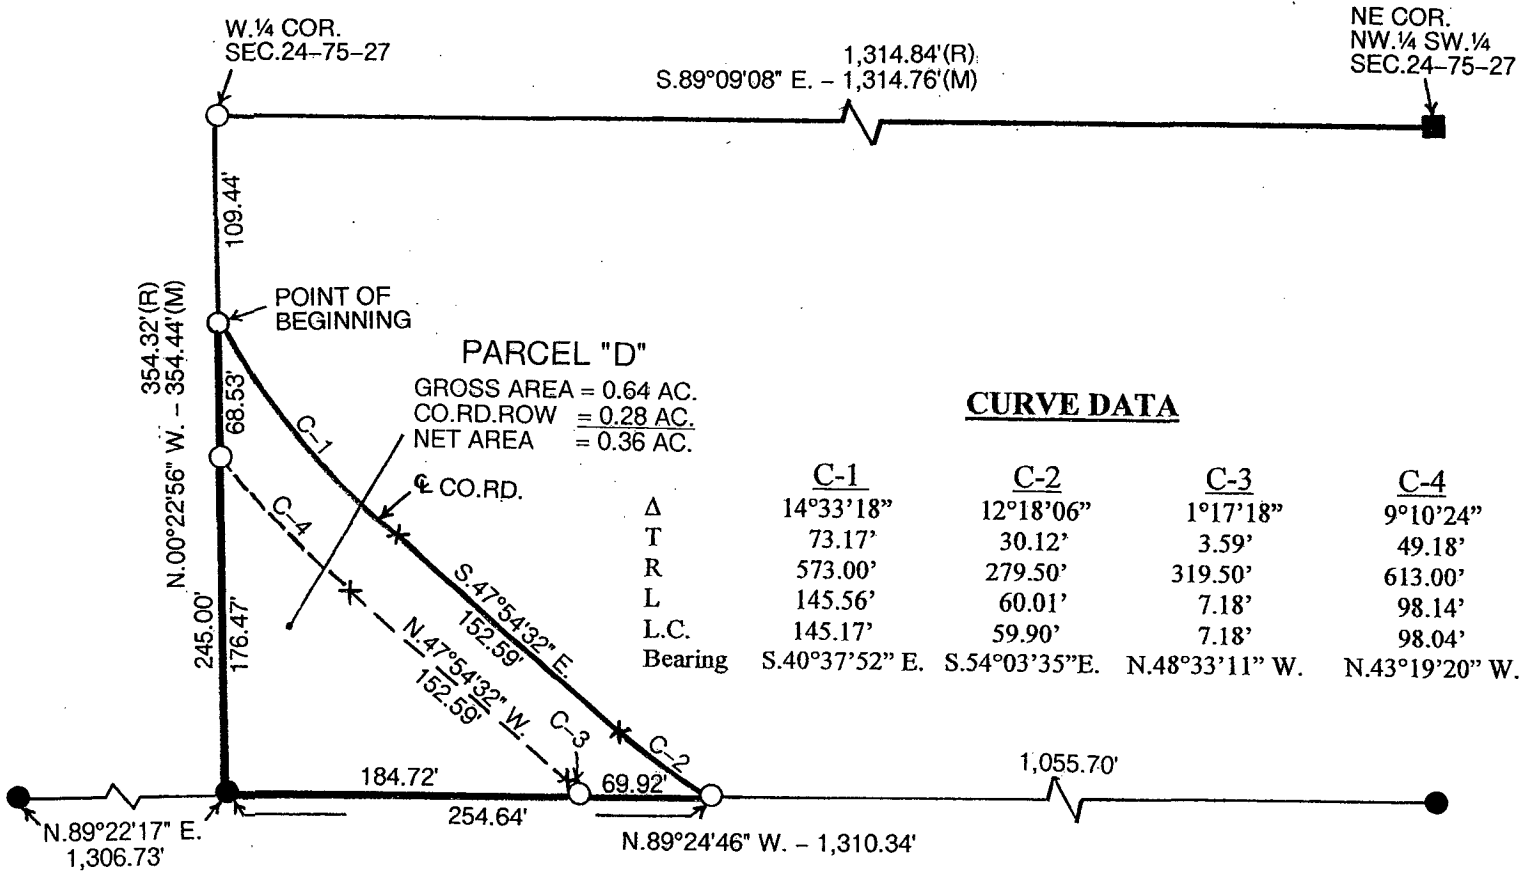 W.¼ COR.
SEC.24–75–27
NE COR.
NW.¼ SW.¼
SEC.24–75–27
1,314.84'(R)
S.89°09'08" E. – 1,314.76'(M)
109.44'
354.32'(R)
N.00°22'56" W. – 354.44'(M)
POINT OF
BEGINNING
68.53'
245.00'
176.47'
PARCEL "D"
GROSS AREA = 0.64 AC.
CO.RD.ROW = 0.28 AC.
NET AREA = 0.36 AC.
C–1
℄ CO.RD.
C–4
S.47°54'32" E.
152.59'
N.47°54'32" W.
152.59'
C–3
C–2
184.72'
69.92'
254.64'
1,055.70'
N.89°22'17" E.
1,306.73'
N.89°24'46" W. – 1,310.34'
CURVE DATA
C-1 C-2 C-3 C-4
Δ 14°33’18” 12°18’06” 1°17’18” 9°10’24”
T 73.17’ 30.12’ 3.59’ 49.18’
R 573.00’ 279.50’ 319.50’ 613.00’
L 145.56’ 60.01’ 7.18’ 98.14’
L.C. 145.17’ 59.90’ 7.18’ 98.04’
Bearing S.40°37’52” E. S.54°03’35”E. N.48°33’11” W. N.43°19’20” W.